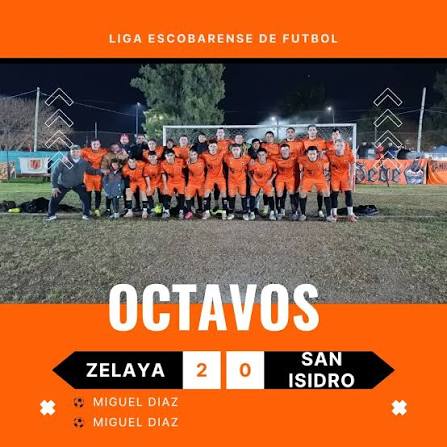 LIGA ESCOBARENSE DE FUTBOL
OCTAVOS
ZELAYA 2 0 SAN ISIDRO
MIGUEL DIAZ
MIGUEL DIAZ